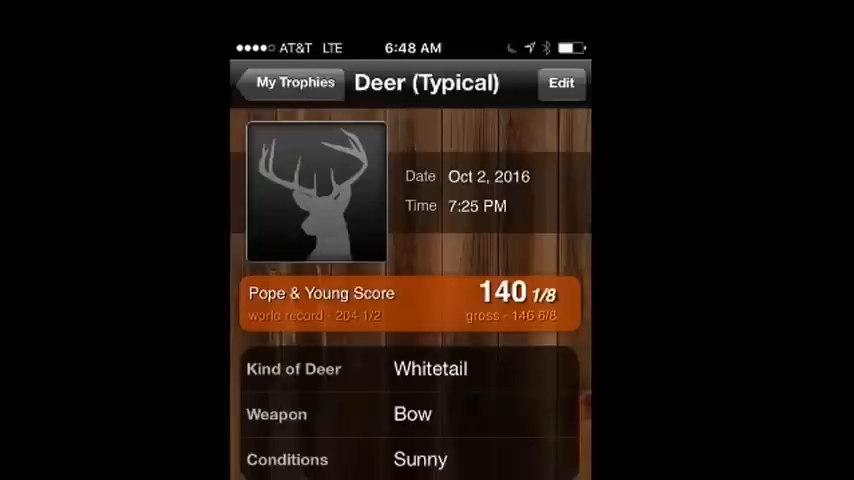 AT&T LTE 6:48 AM
My Trophies Deer (Typical) Edit
Date Oct 2, 2016
Time 7:25 PM
Pope & Young Score 140 1/8
world record - 204 1/2 gross - 146 6/8
Kind of Deer Whitetail
Weapon Bow
Conditions Sunny